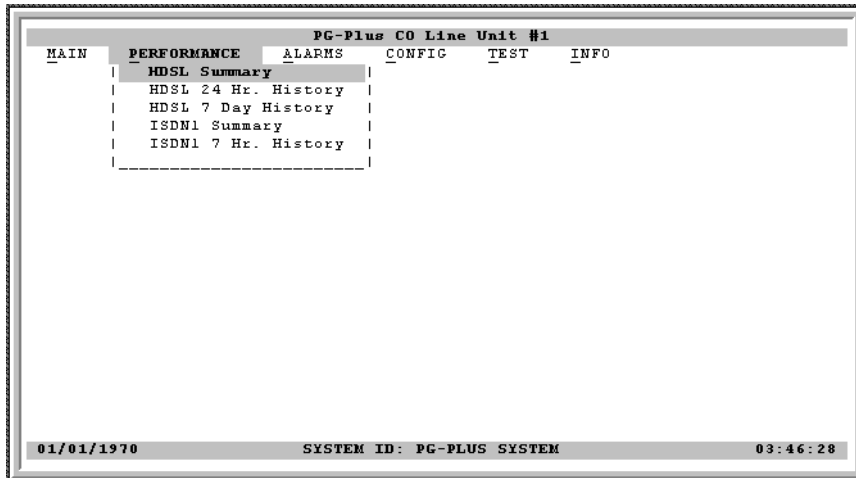 PG-Plus CO Line Unit #1
MAIN PERFORMANCE ALARMS CONFIG TEST INFO
HDSL Summary
HDSL 24 Hr. History
HDSL 7 Day History
ISDN1 Summary
ISDN1 7 Hr. History
01/01/1970 SYSTEM ID: PG-PLUS SYSTEM 03:46:28